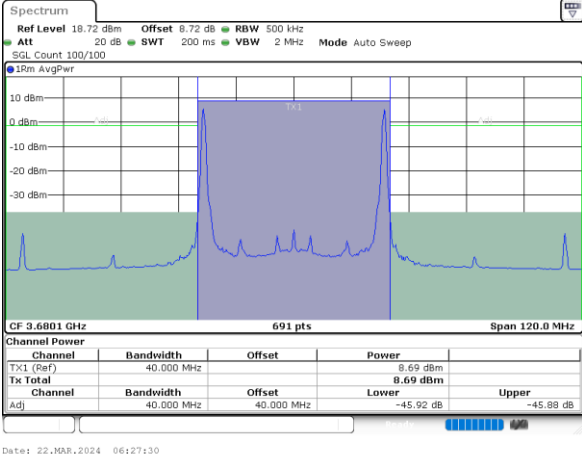 Spectrum
Ref Level 18.72 dBm Offset 8.72 dB RBW 500 kHz
Att 20 dB SWT 200 ms VBW 2 MHz Mode Auto Sweep
SGL Count 100/100
1Rm AvgPwr
10 dBm
TX1
0 dBm
Adj Adj
-10 dBm
-20 dBm
-30 dBm
CF 3.6801 GHz 691 pts Span 120.0 MHz
Channel Power
Channel Bandwidth Offset Power
TX1 (Ref) 40.000 MHz 8.69 dBm
Tx Total 8.69 dBm
Channel Bandwidth Offset Lower Upper
Adj 40.000 MHz 40.000 MHz -45.92 dB -45.88 dB
Ready
Date: 22.MAR.2024 06:27:30